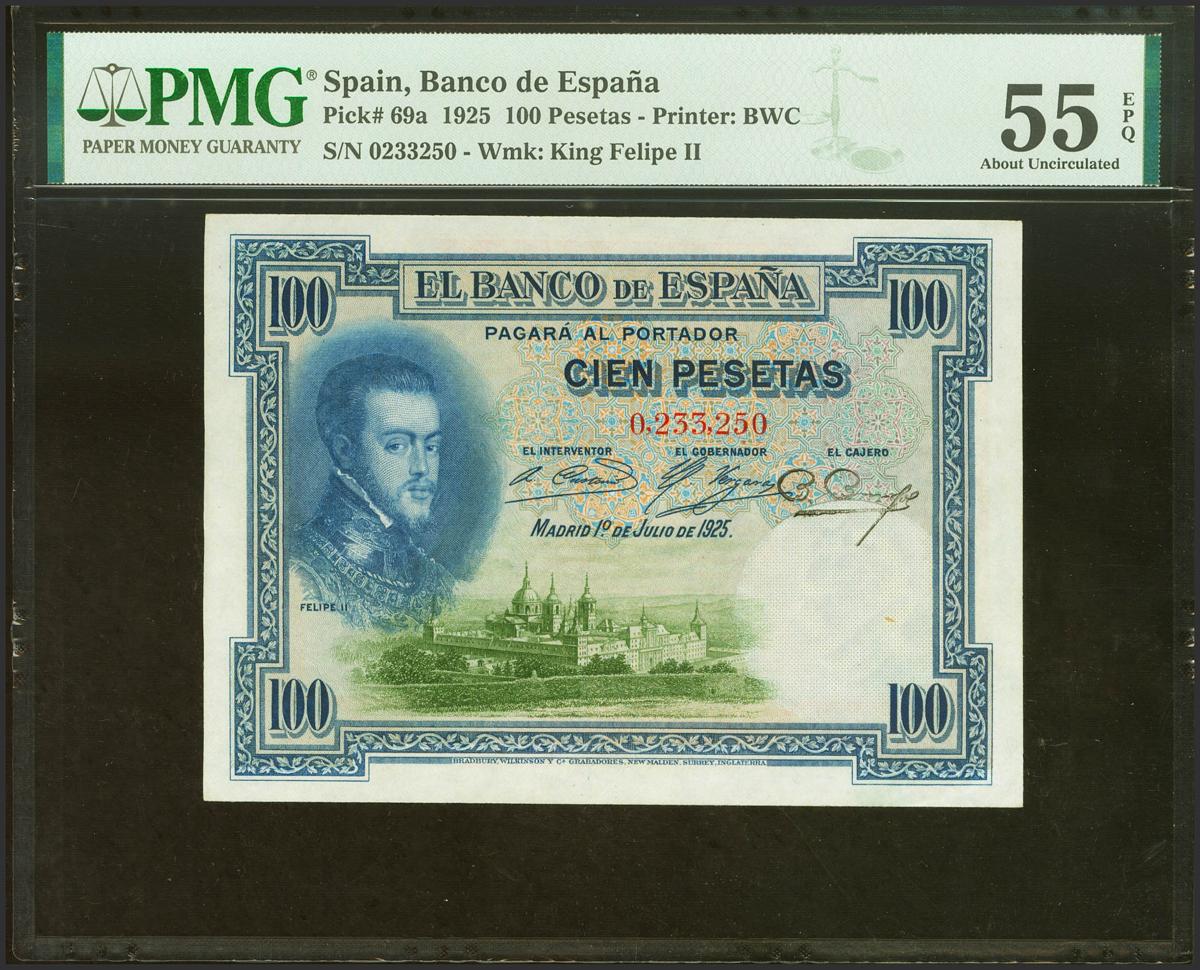 PMG®
PAPER MONEY GUARANTY
Spain, Banco de España
Pick# 69a 1925 100 Pesetas - Printer: BWC
S/N 0233250 - Wmk: King Felipe II
55
EPQ
About Uncirculated
100
EL BANCO DE ESPAÑA
100
PAGARÁ AL PORTADOR
CIEN PESETAS
0,233,250
EL INTERVENTOR
EL GOBERNADOR
EL CAJERO
MADRID 1º DE JULIO DE 1925.
FELIPE II
100
100
BRADBURY, WILKINSON Y Cª GRABADORES, NEW MALDEN, SURREY, INGLATERRA